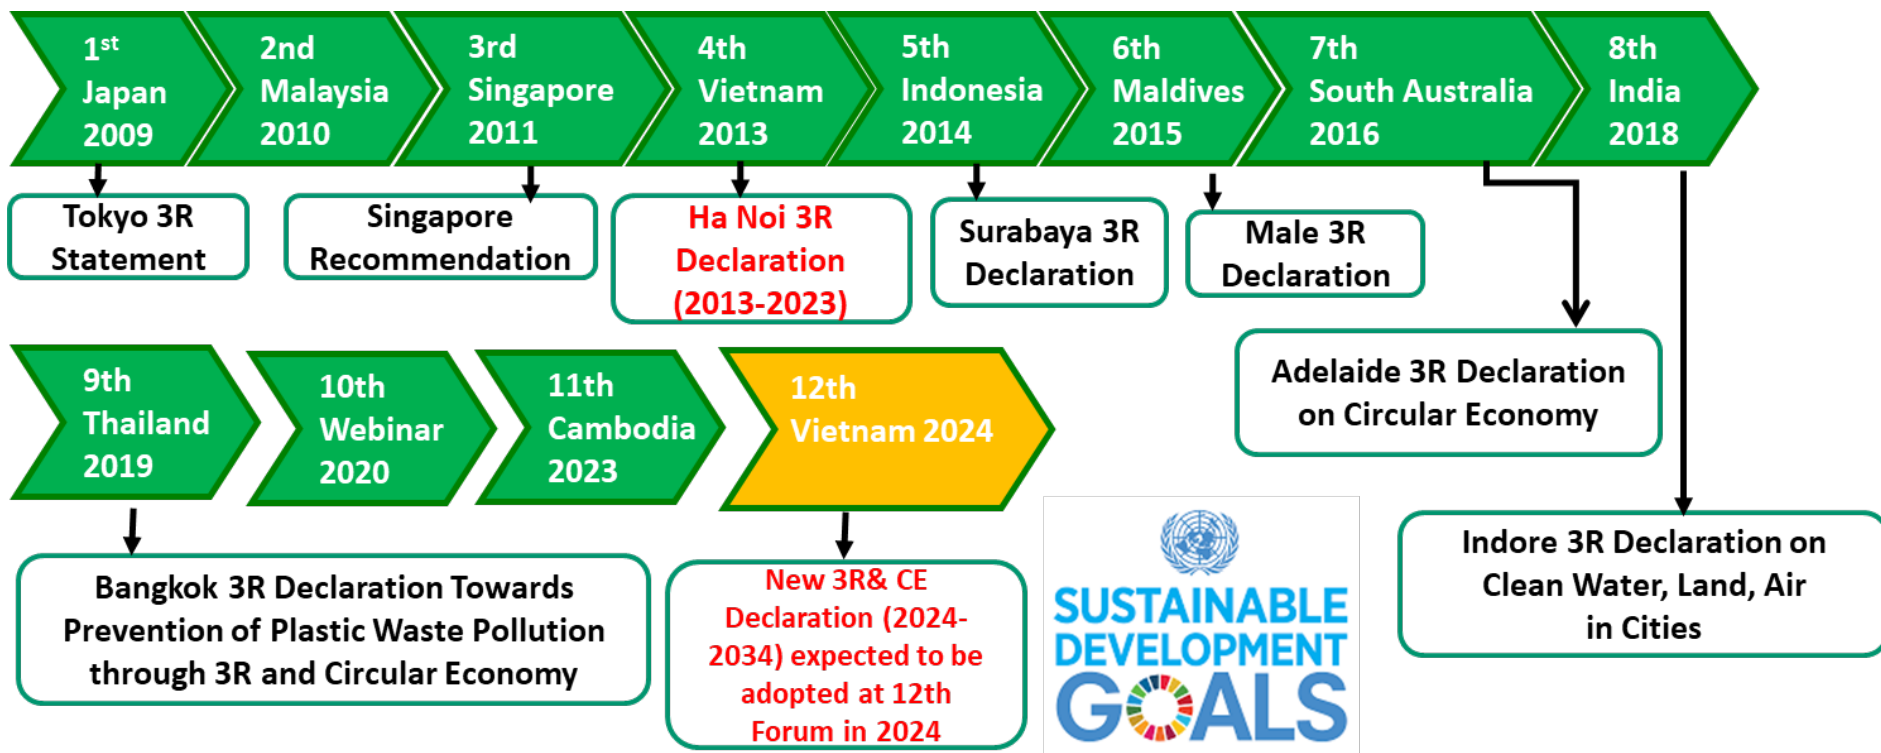 1st
Japan
2009
2nd
Malaysia
2010
3rd
Singapore
2011
4th
Vietnam
2013
5th
Indonesia
2014
6th
Maldives
2015
7th
South Australia
2016
8th
India
2018
Tokyo 3R
Statement
Singapore
Recommendation
Ha Noi 3R
Declaration
(2013-2023)
Surabaya 3R
Declaration
Male 3R
Declaration
Adelaide 3R Declaration
on Circular Economy
Indore 3R Declaration on
Clean Water, Land, Air
in Cities
9th
Thailand
2019
10th
Webinar
2020
11th
Cambodia
2023
12th
Vietnam 2024
Bangkok 3R Declaration Towards
Prevention of Plastic Waste Pollution
through 3R and Circular Economy
New 3R& CE
Declaration (2024-
2034) expected to be
adopted at 12th
Forum in 2024
SUSTAINABLE
DEVELOPMENT
GOALS